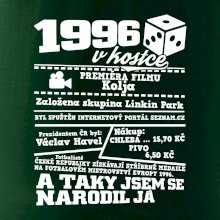 1996
v kostce
PREMIÉRA FILMU
Kolja
Založena skupina Linkin Park
BYL SPUŠTĚN INTERNETOVÝ PORTÁL SEZNAM.CZ
Prezidentem ČR byl:
Václav Havel
Nákup:
CHLEBA ... 15,70 KČ
PIVO
6,50 KČ
Fotbalisté
ČESKÉ REPUBLIKY ZÍSKÁVAJÍ STŘÍBRNÉ MEDAILE
NA FOTBALOVÉM MISTROVSTVÍ EVROPY 1996.
A TAKY JSEM SE
NARODIL JÁ